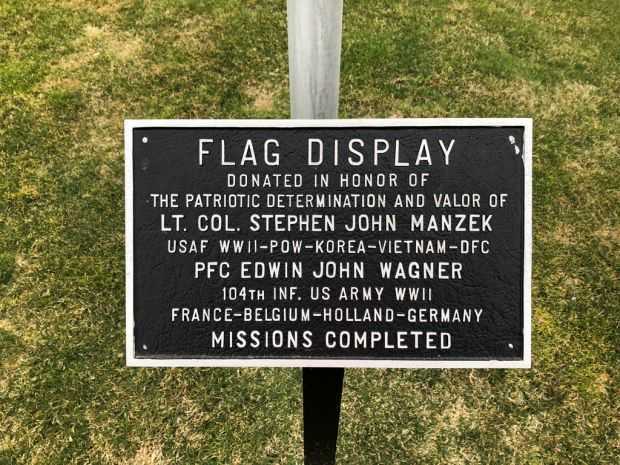 FLAG DISPLAY
DONATED IN HONOR OF
THE PATRIOTIC DETERMINATION AND VALOR OF
LT. COL. STEPHEN JOHN MANZEK
USAF WWII-POW-KOREA-VIETNAM-DFC
PFC EDWIN JOHN WAGNER
104TH INF. US ARMY WWII
FRANCE-BELGIUM-HOLLAND-GERMANY
MISSIONS COMPLETED